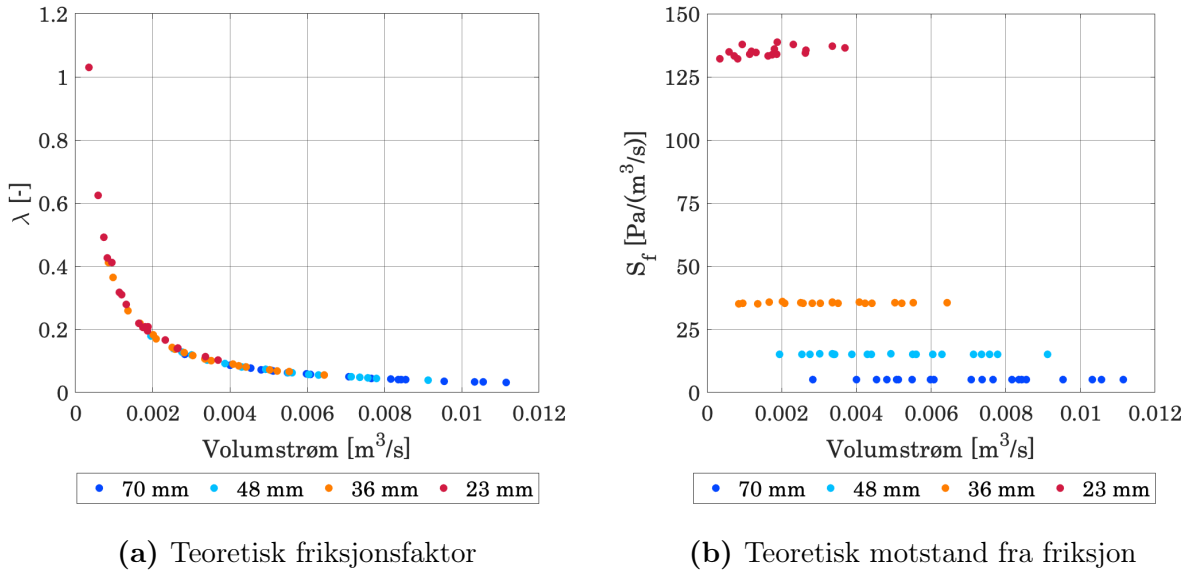 1.2
1
0.8
0.6
0.4
0.2
0
λ [-]
0 0.002 0.004 0.006 0.008 0.01 0.012
Volumstrøm [m³/s]
70 mm 48 mm 36 mm 23 mm
(a) Teoretisk friksjonsfaktor
150
125
100
75
50
25
0
S_f [Pa/(m³/s)]
0 0.002 0.004 0.006 0.008 0.01 0.012
Volumstrøm [m³/s]
70 mm 48 mm 36 mm 23 mm
(b) Teoretisk motstand fra friksjon